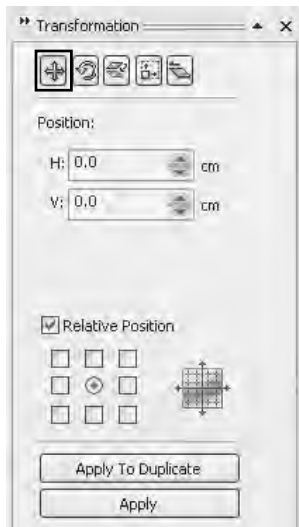 Transformation
Position:
H: 0.0 cm
V: 0.0 cm
Relative Position
Apply To Duplicate
Apply